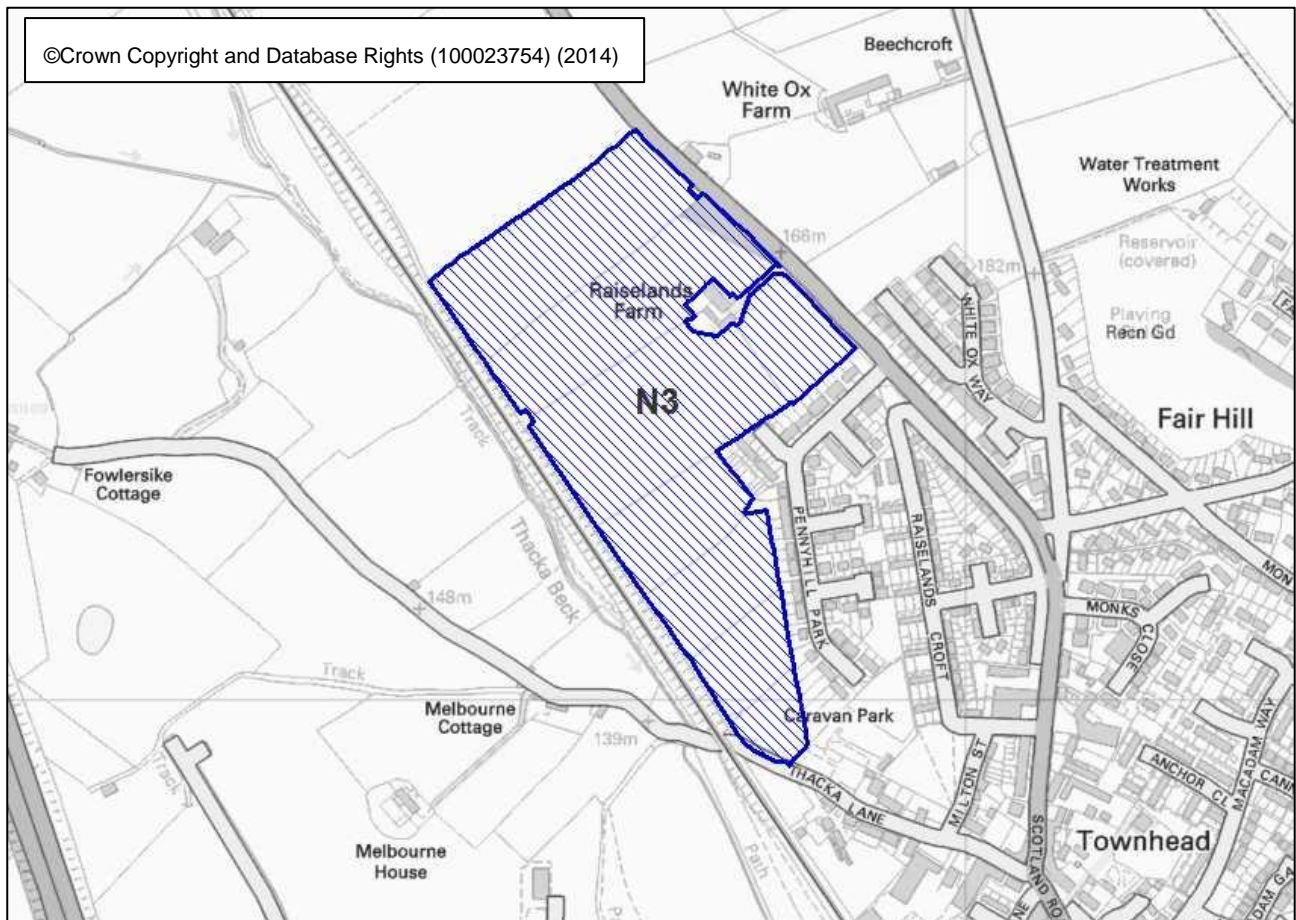 ©Crown Copyright and Database Rights (100023754) (2014)
Beechcroft
White Ox
Farm
Water Treatment
Works
166m
Reservoir
(covered)
182m
Raiselands
Farm
WHITE OX WAY
Playing
Recn Gd
N3
Fair Hill
Track
Fowlersike
Cottage
PENNYHILL PARK
RAISELANDS CROFT
Thacka Beck
148m
MONKS CLOSE
Track
Melbourne
Cottage
Caravan Park
139m
MACADAM WAY
Track
THACKA LANE
MILTON ST
ANCHOR CL
Melbourne
House
Path
SCOTLAND RO
Townhead